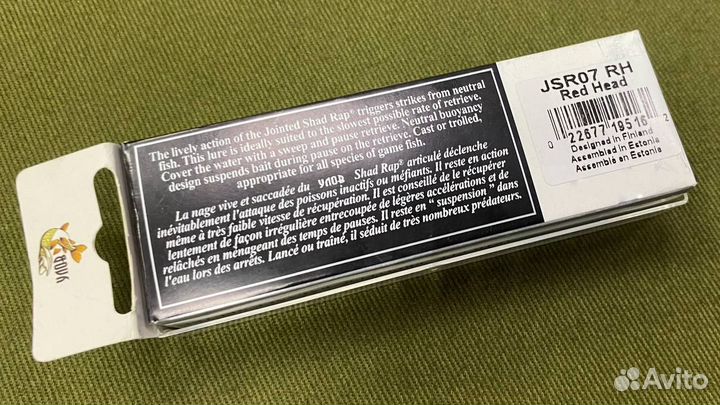 JSR07 RH
Red Head
0 22677 19516 2
Designed in Finland
Assembled in Estonia
Assemblé en Estonie
The lively action of the Jointed Shad Rap® triggers strikes from neutral
fish. This lure is ideally suited to the slowest possible rate of retrieve.
Cover the water with a sweep and pause retrieve. Neutral buoyancy
design suspends bait during pause on the retrieve. Cast or trolled,
appropriate for all species of game fish.
La nage vive et saccadée du УЛОВ Shad Rap® articulé déclenche
inévitablement l'attaque des poissons inactifs ou méfiants. Il reste en action
même à très faible vitesse de récupération. Il est conseillé de le récupérer
lentement de façon irrégulière entrecoupée de légères accélérations et de
relâchés en ménageant des temps de pauses. Il reste en " suspension " dans
l'eau lors des arrêts. Lancé ou traîné, il séduit de très nombreux prédateurs.
УЛОВ
Avito